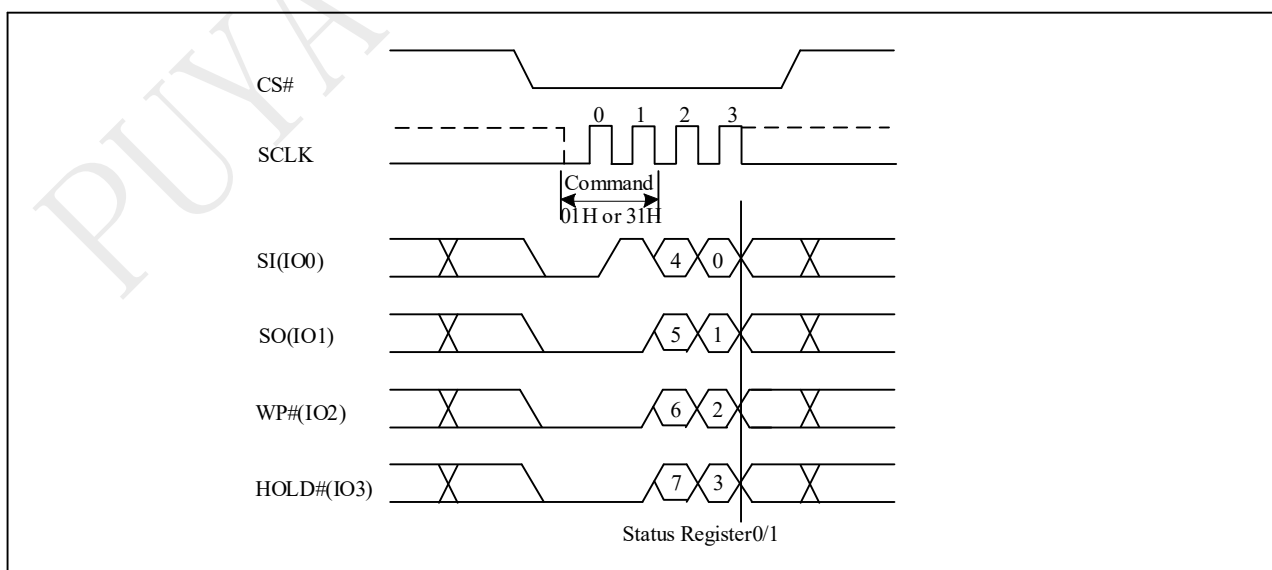 PUYA
CS#
0 1 2 3
SCLK
Command
01H or 31H
SI(IO0) 4 0
SO(IO1) 5 1
WP#(IO2) 6 2
HOLD#(IO3) 7 3
Status Register0/1